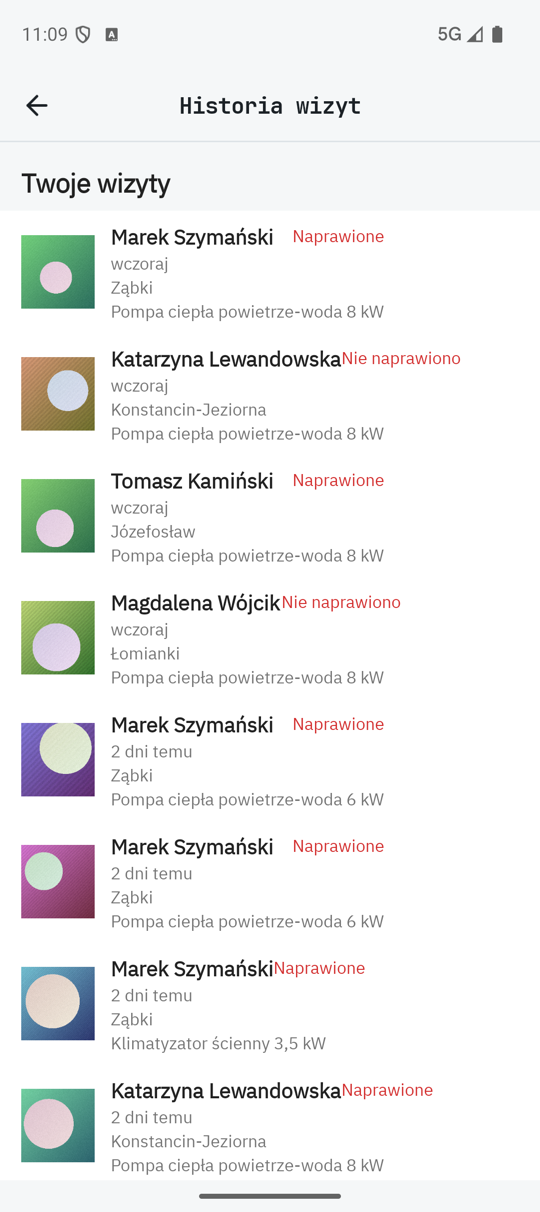 11:09
5G
Historia wizyt
Twoje wizyty
Marek Szymański Naprawione
wczoraj
Ząbki
Pompa ciepła powietrze-woda 8 kW
Katarzyna Lewandowska Nie naprawiono
wczoraj
Konstancin-Jeziorna
Pompa ciepła powietrze-woda 8 kW
Tomasz Kamiński Naprawione
wczoraj
Józefosław
Pompa ciepła powietrze-woda 8 kW
Magdalena Wójcik Nie naprawiono
wczoraj
Łomianki
Pompa ciepła powietrze-woda 8 kW
Marek Szymański Naprawione
2 dni temu
Ząbki
Pompa ciepła powietrze-woda 6 kW
Marek Szymański Naprawione
2 dni temu
Ząbki
Pompa ciepła powietrze-woda 6 kW
Marek Szymański Naprawione
2 dni temu
Ząbki
Klimatyzator ścienny 3,5 kW
Katarzyna Lewandowska Naprawione
2 dni temu
Konstancin-Jeziorna
Pompa ciepła powietrze-woda 8 kW